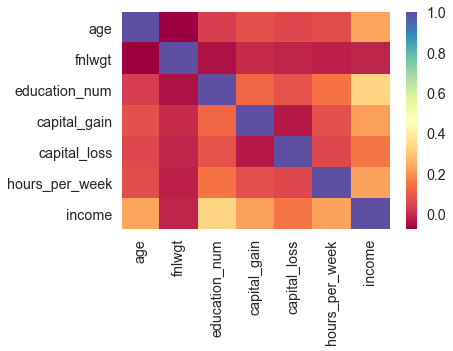 age
fnlwgt
education_num
capital_gain
capital_loss
hours_per_week
income
age
fnlwgt
education_num
capital_gain
capital_loss
hours_per_week
income
1.0
0.8
0.6
0.4
0.2
0.0